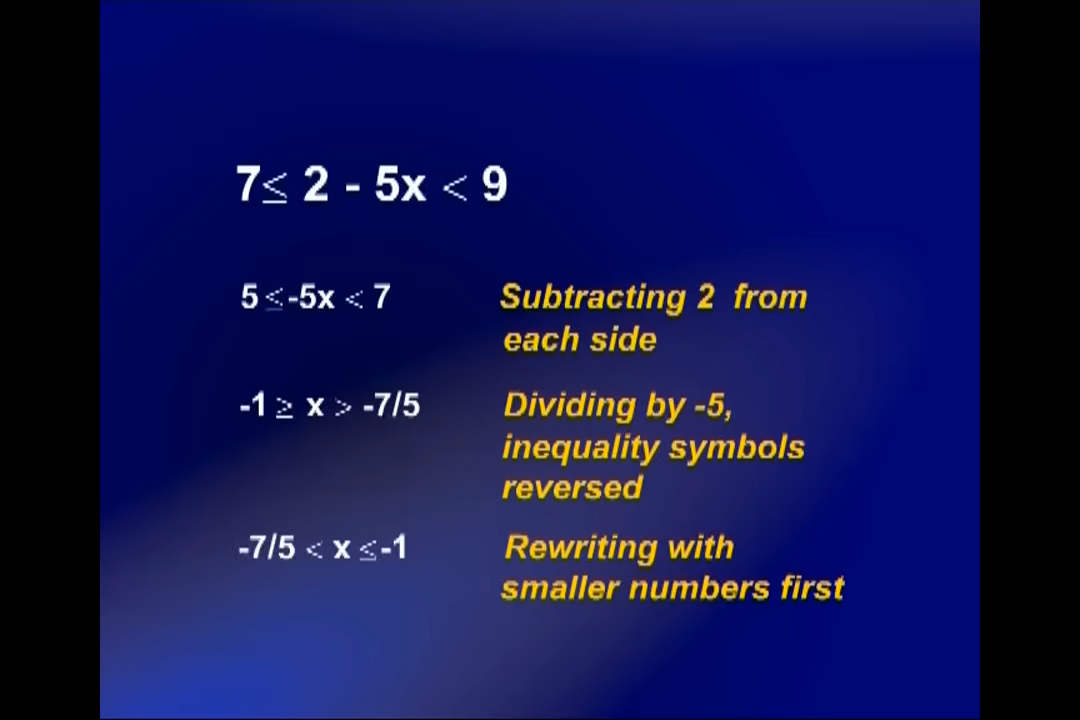 7≤ 2 - 5x < 9
5 ≤ -5x < 7 Subtracting 2 from
each side
-1 ≥ x > -7/5 Dividing by -5,
inequality symbols
reversed
-7/5 < x ≤ -1 Rewriting with
smaller numbers first